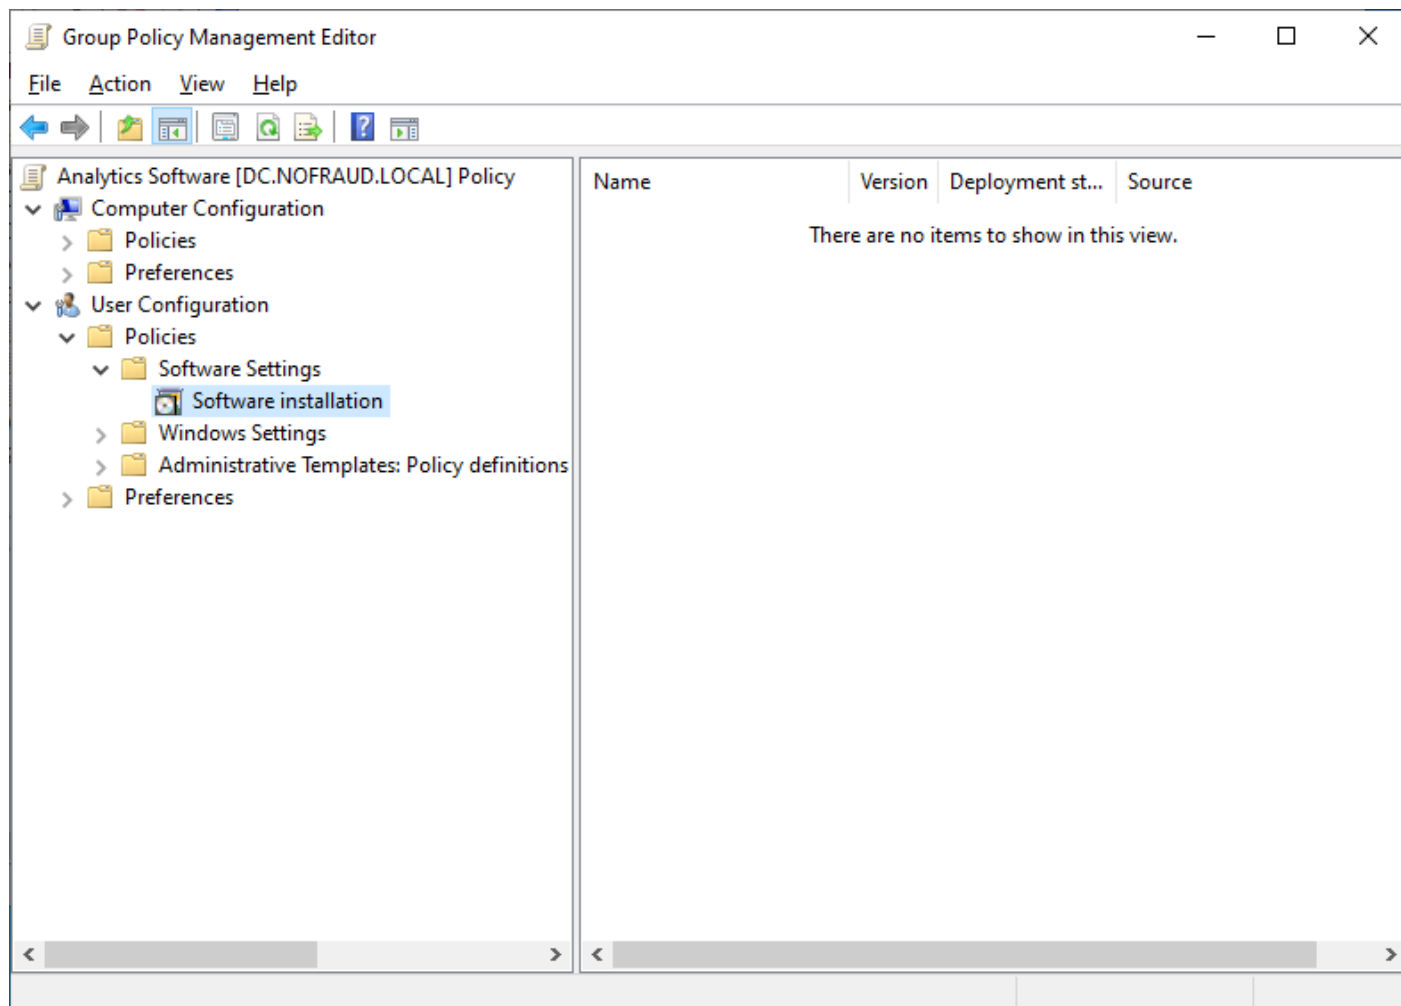 Group Policy Management Editor
File Action View Help
Analytics Software [DC.NOFRAUD.LOCAL] Policy
Computer Configuration
Policies
Preferences
User Configuration
Policies
Software Settings
Software installation
Windows Settings
Administrative Templates: Policy definitions
Preferences
Name Version Deployment st... Source
There are no items to show in this view.